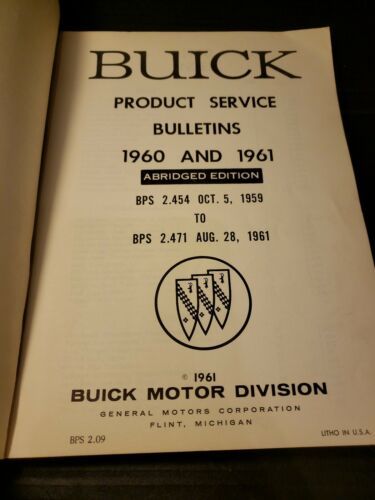 BUICK
PRODUCT SERVICE
BULLETINS
1960 AND 1961
ABRIDGED EDITION
BPS 2.454 OCT. 5, 1959
TO
BPS 2.471 AUG. 28, 1961
© 1961
BUICK MOTOR DIVISION
GENERAL MOTORS CORPORATION
FLINT, MICHIGAN
BPS 2.09
LITHO IN U.S.A.